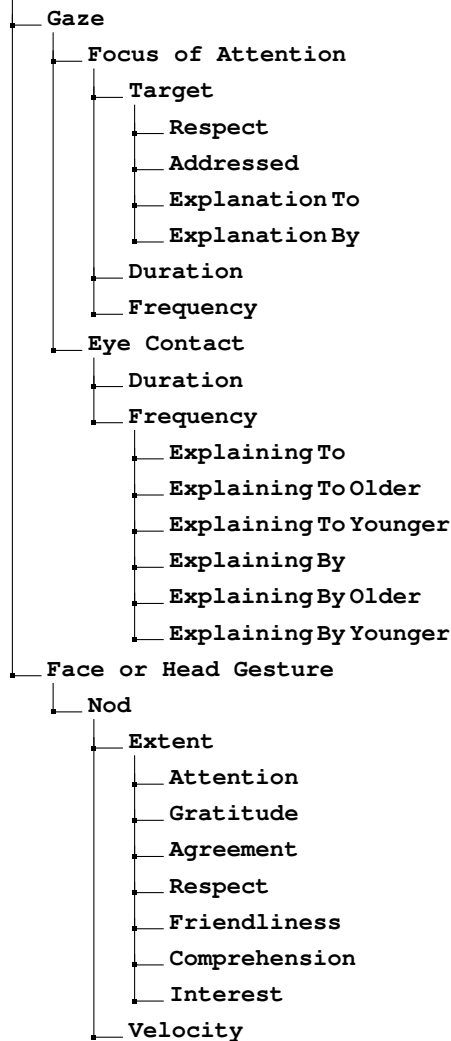 Gaze
Focus of Attention
Target
Respect
Addressed
Explanation To
Explanation By
Duration
Frequency
Eye Contact
Duration
Frequency
Explaining To
Explaining To Older
Explaining To Younger
Explaining By
Explaining By Older
Explaining By Younger
Face or Head Gesture
Nod
Extent
Attention
Gratitude
Agreement
Respect
Friendliness
Comprehension
Interest
Velocity